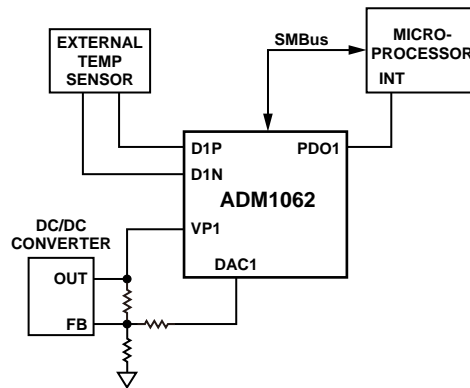 EXTERNAL
TEMP
SENSOR
SMBus
MICRO-
PROCESSOR
INT
D1P
PDO1
D1N
ADM1062
VP1
DAC1
DC/DC
CONVERTER
OUT
FB